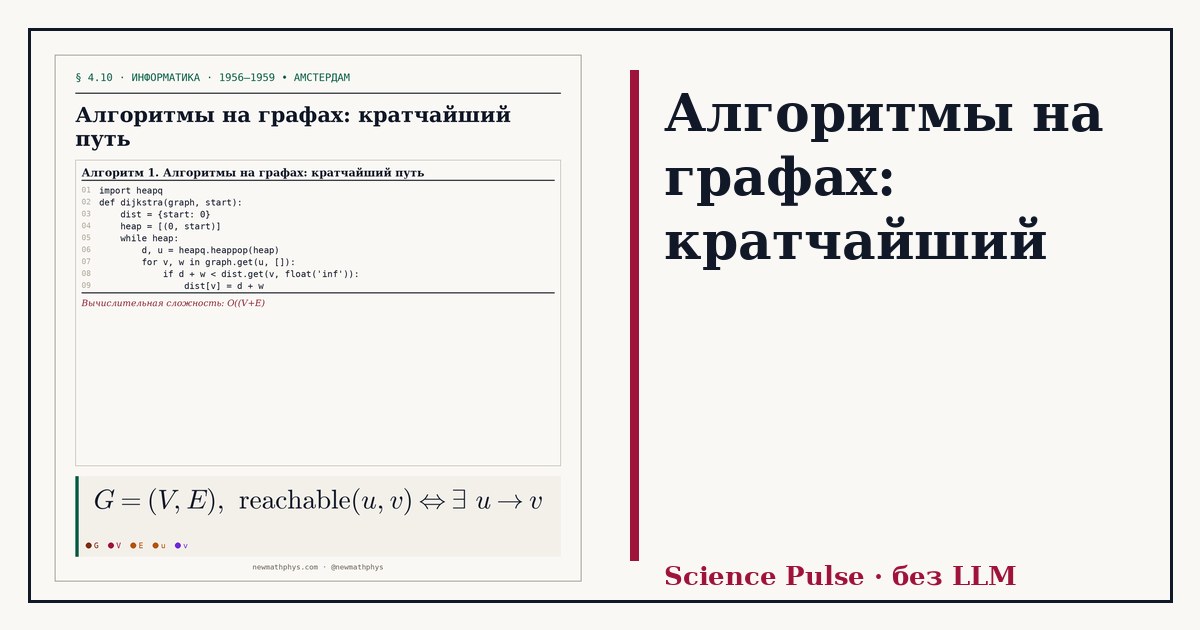 § 4.10 · ИНФОРМАТИКА · 1956—1959 • АМСТЕРДАМ
Алгоритмы на графах: кратчайший
путь
Алгоритм 1. Алгоритмы на графах: кратчайший путь
01 import heapq
02 def dijkstra(graph, start):
03     dist = {start: 0}
04     heap = [(0, start)]
05     while heap:
06         d, u = heapq.heappop(heap)
07         for v, w in graph.get(u, []):
08             if d + w < dist.get(v, float('inf')):
09                 dist[v] = d + w
Вычислительная сложность: O((V+E)
G = (V, E), reachable(u, v) ⇔ ∃ u → v
● G ● V ● E ● u ● v
newmathphys.com · @newmathphys
Алгоритмы на
графах:
кратчайший
Science Pulse · без LLM